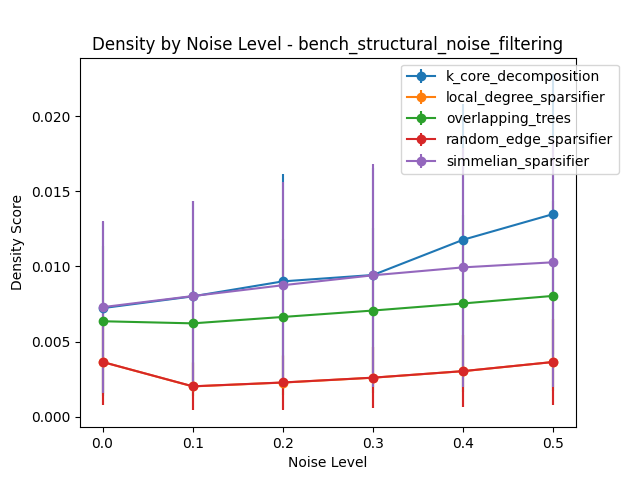 Density by Noise Level - bench_structural_noise_filtering
k_core_decomposition
local_degree_sparsifier
overlapping_trees
random_edge_sparsifier
simmelian_sparsifier
Density Score
0.020
0.015
0.010
0.005
0.000
0.0 0.1 0.2 0.3 0.4 0.5
Noise Level